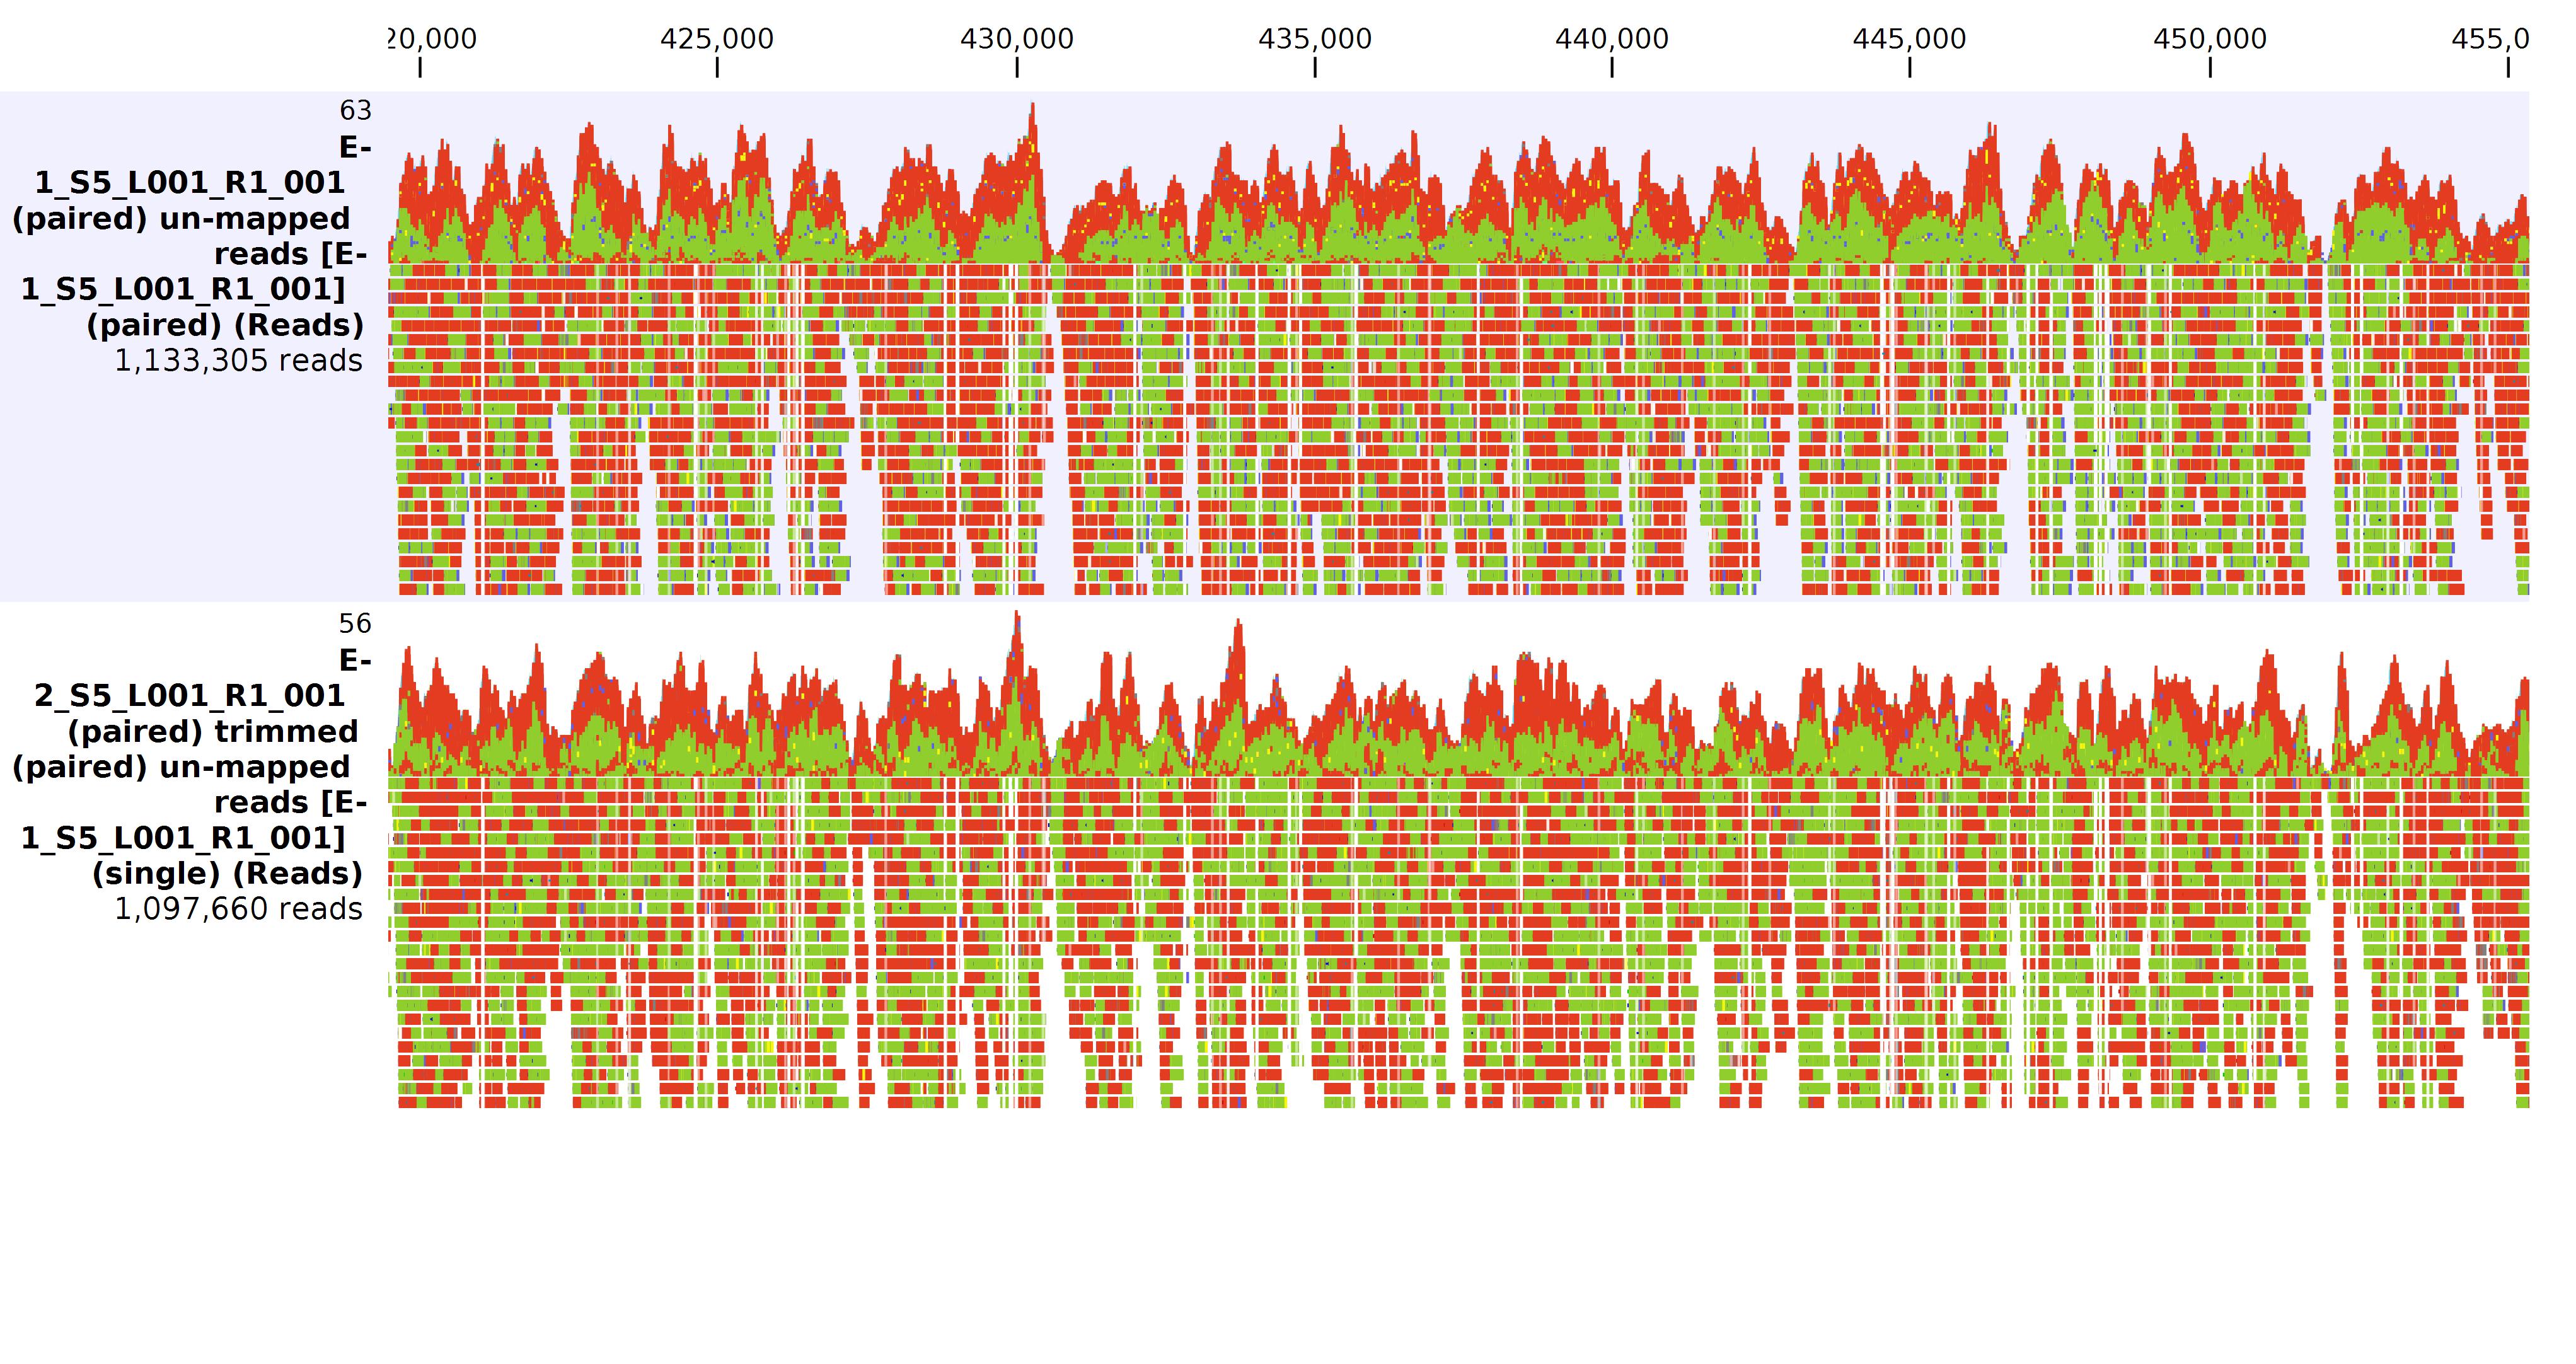 20,000 425,000 430,000 435,000 440,000 445,000 450,000 455,0
63
E-
1_S5_L001_R1_001
(paired) un-mapped
reads [E-
1_S5_L001_R1_001]
(paired) (Reads)
1,133,305 reads
56
E-
2_S5_L001_R1_001
(paired) trimmed
(paired) un-mapped
reads [E-
1_S5_L001_R1_001]
(single) (Reads)
1,097,660 reads